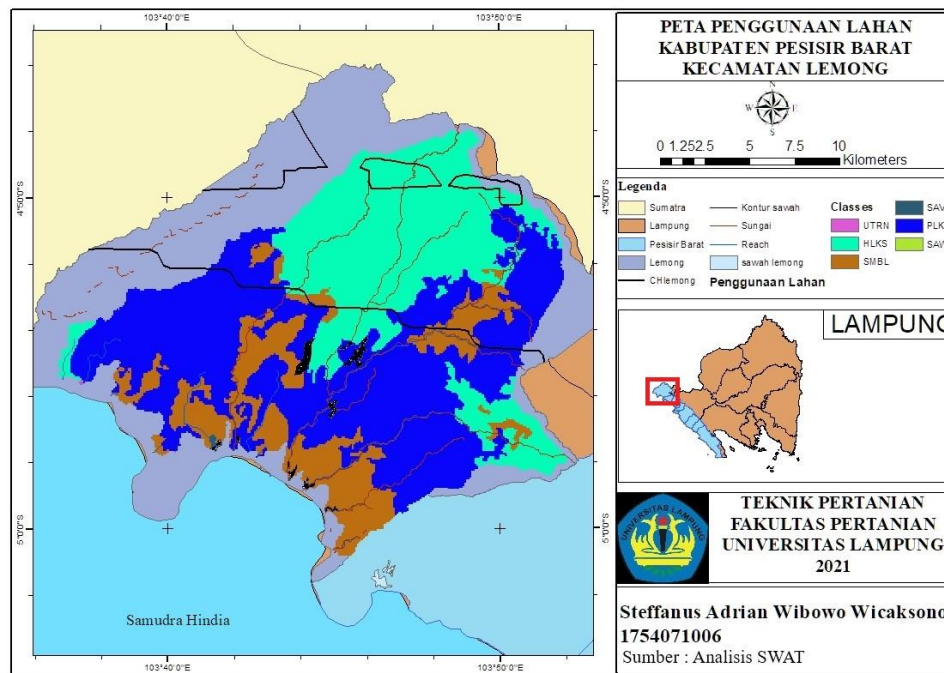 PETA PENGGUNAAN LAHAN
KABUPATEN PESISIR BARAT
KECAMATAN LEMONG
N
W E
S
0 1.252.5 5 7.5 10
Kilometers
Legenda
Sumatra
Lampung
Pesisir Barat
Lemong
CHlemong
Kontur sawah
Sungai
Reach
sawah lemong
Penggunaan Lahan
Classes
UTRN
HLKS
SMBL
SAV
PLK
SAW
LAMPUNG
UNIVERSITAS LAMPUNG
TEKNIK PERTANIAN
FAKULTAS PERTANIAN
UNIVERSITAS LAMPUNG
2021
Steffanus Adrian Wibowo Wicaksono
1754071006
Sumber : Analisis SWAT
103°40'0"E 103°50'0"E
4°50'0"S 4°50'0"S
5°0'0"S 5°0'0"S
Samudra Hindia
103°40'0"E 103°50'0"E